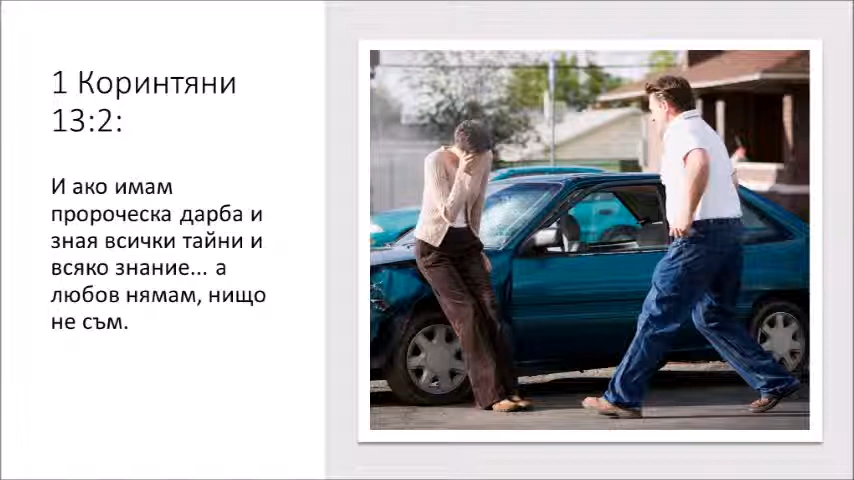 1 Коринтяни
13:2:
И ако имам
пророческа дарба и
зная всички тайни и
всяко знание... а
любов нямам, нищо
не съм.